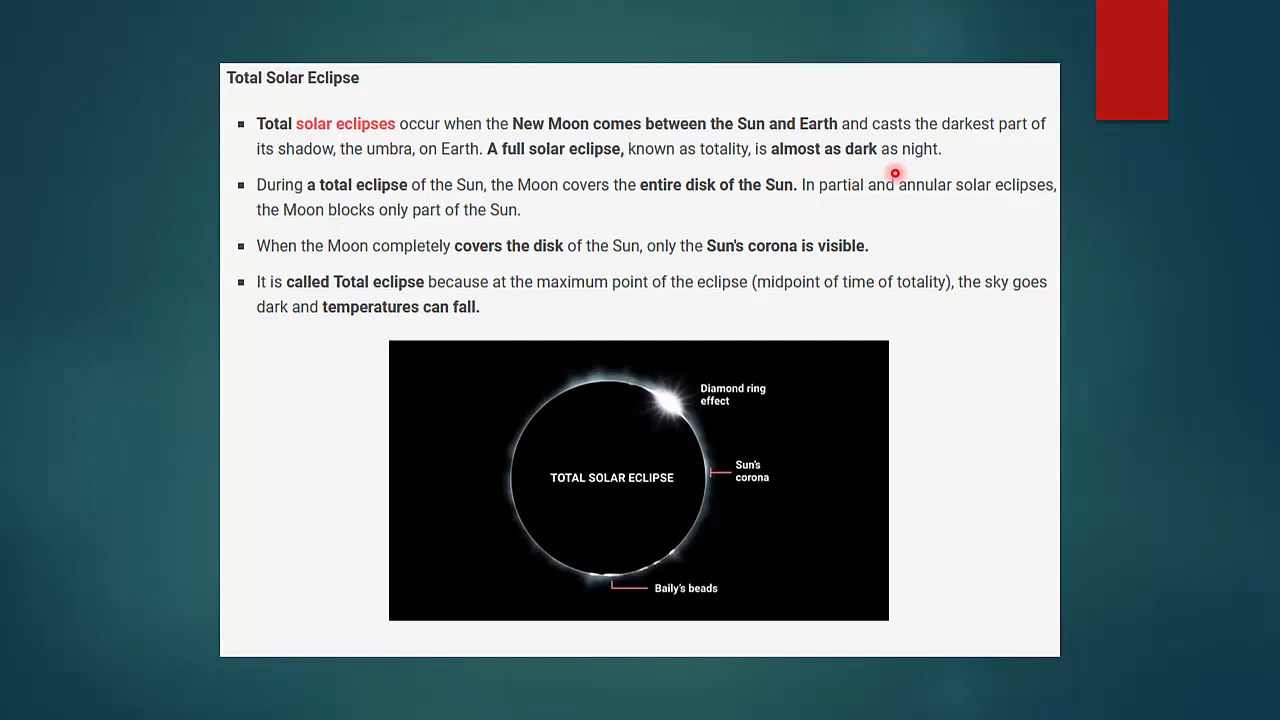 Total Solar Eclipse
Total solar eclipses occur when the New Moon comes between the Sun and Earth and casts the darkest part of
its shadow, the umbra, on Earth. A full solar eclipse, known as totality, is almost as dark as night.
During a total eclipse of the Sun, the Moon covers the entire disk of the Sun. In partial and annular solar eclipses,
the Moon blocks only part of the Sun.
When the Moon completely covers the disk of the Sun, only the Sun's corona is visible.
It is called Total eclipse because at the maximum point of the eclipse (midpoint of time of totality), the sky goes
dark and temperatures can fall.
Diamond ring
effect
Sun's
corona
TOTAL SOLAR ECLIPSE
Baily's beads